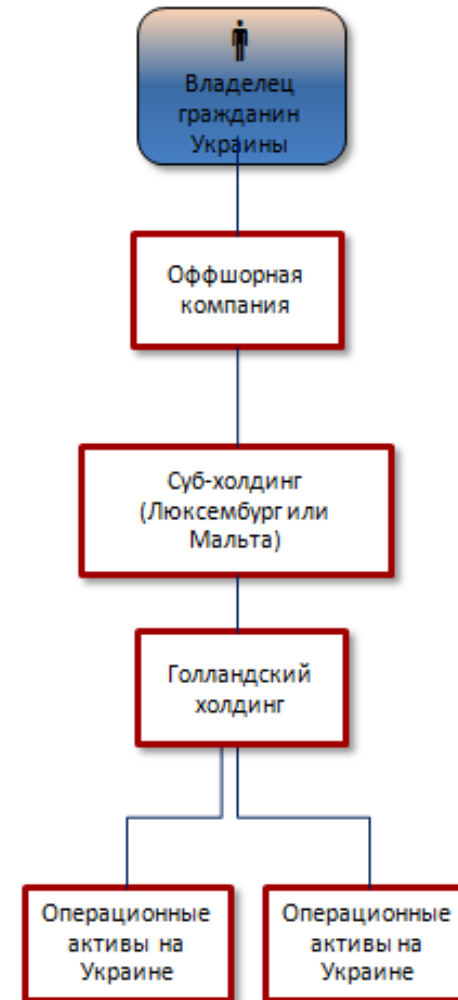 Владелец
гражданин
Украины
Оффшорная
компания
Суб-холдинг
(Люксембург или
Мальта)
Голландский
холдинг
Операционные
активы на
Украине
Операционные
активы на
Украине